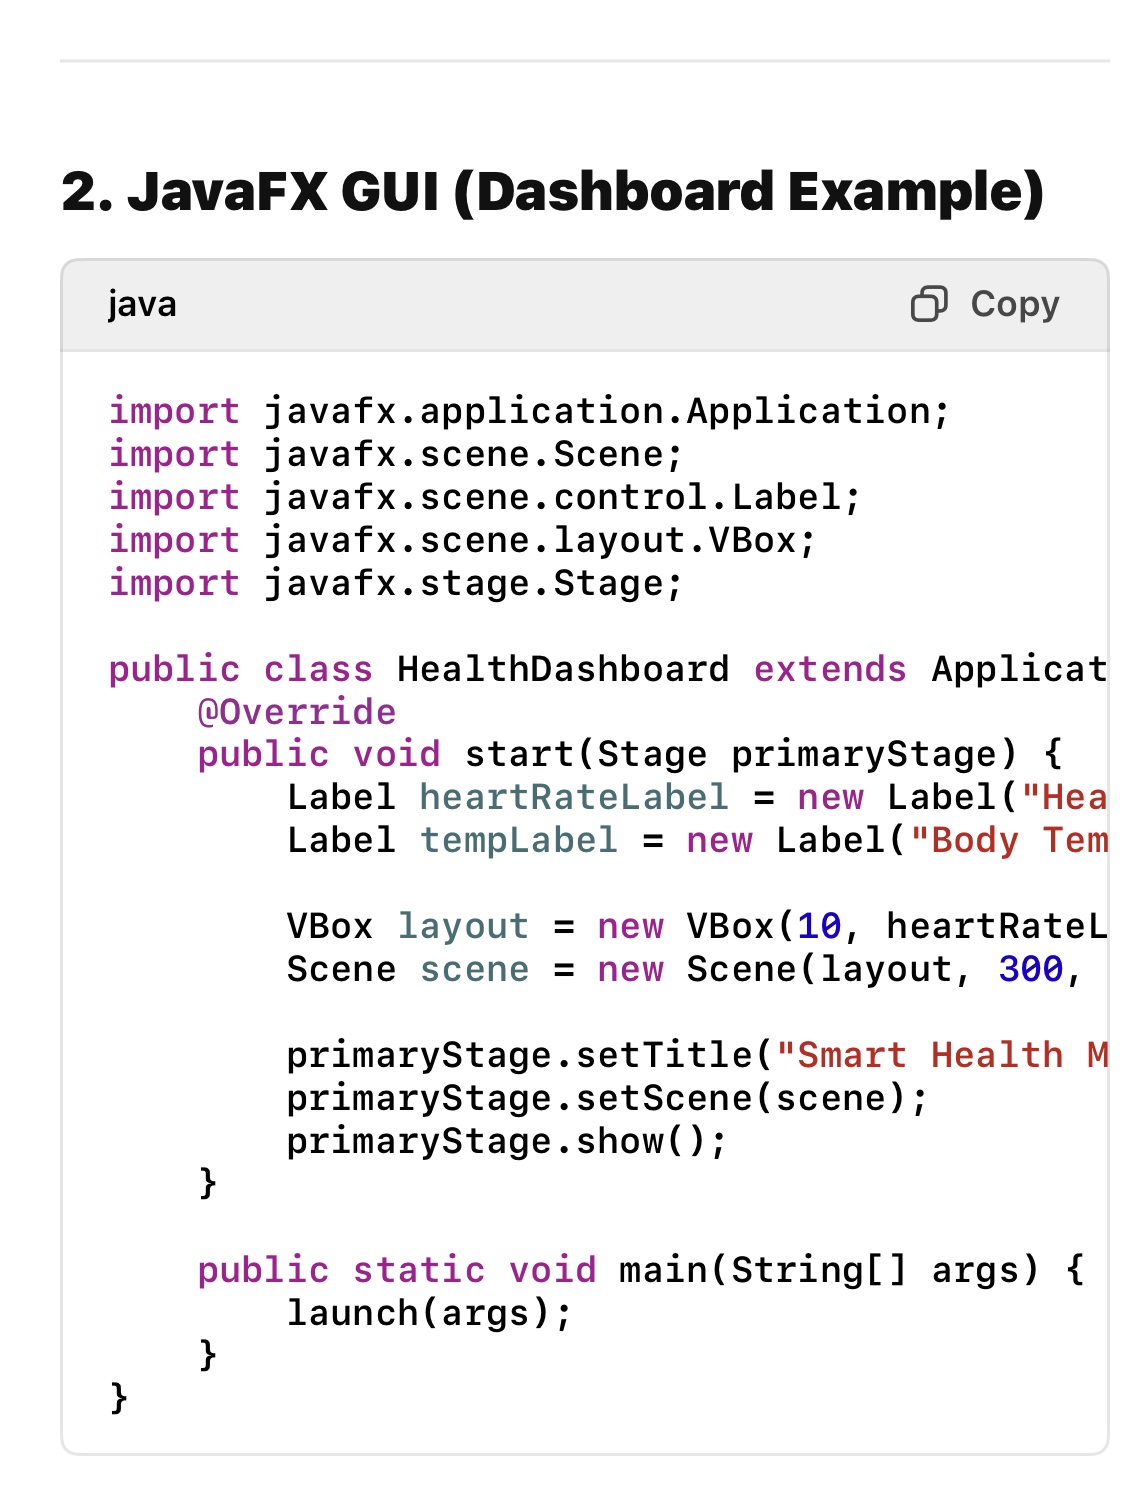 2. JavaFX GUI (Dashboard Example)
java
Copy
import javafx.application.Application;
import javafx.scene.Scene;
import javafx.scene.control.Label;
import javafx.scene.layout.VBox;
import javafx.stage.Stage;
public class HealthDashboard extends Applicat
@Override
public void start(Stage primaryStage) {
Label heartRateLabel = new Label("Hea
Label tempLabel = new Label("Body Tem
VBox layout = new VBox(10, heartRateL
Scene scene = new Scene(layout, 300,
primaryStage.setTitle("Smart Health M
primaryStage.setScene(scene);
primaryStage.show();
}
public static void main(String[] args) {
launch(args);
}
}